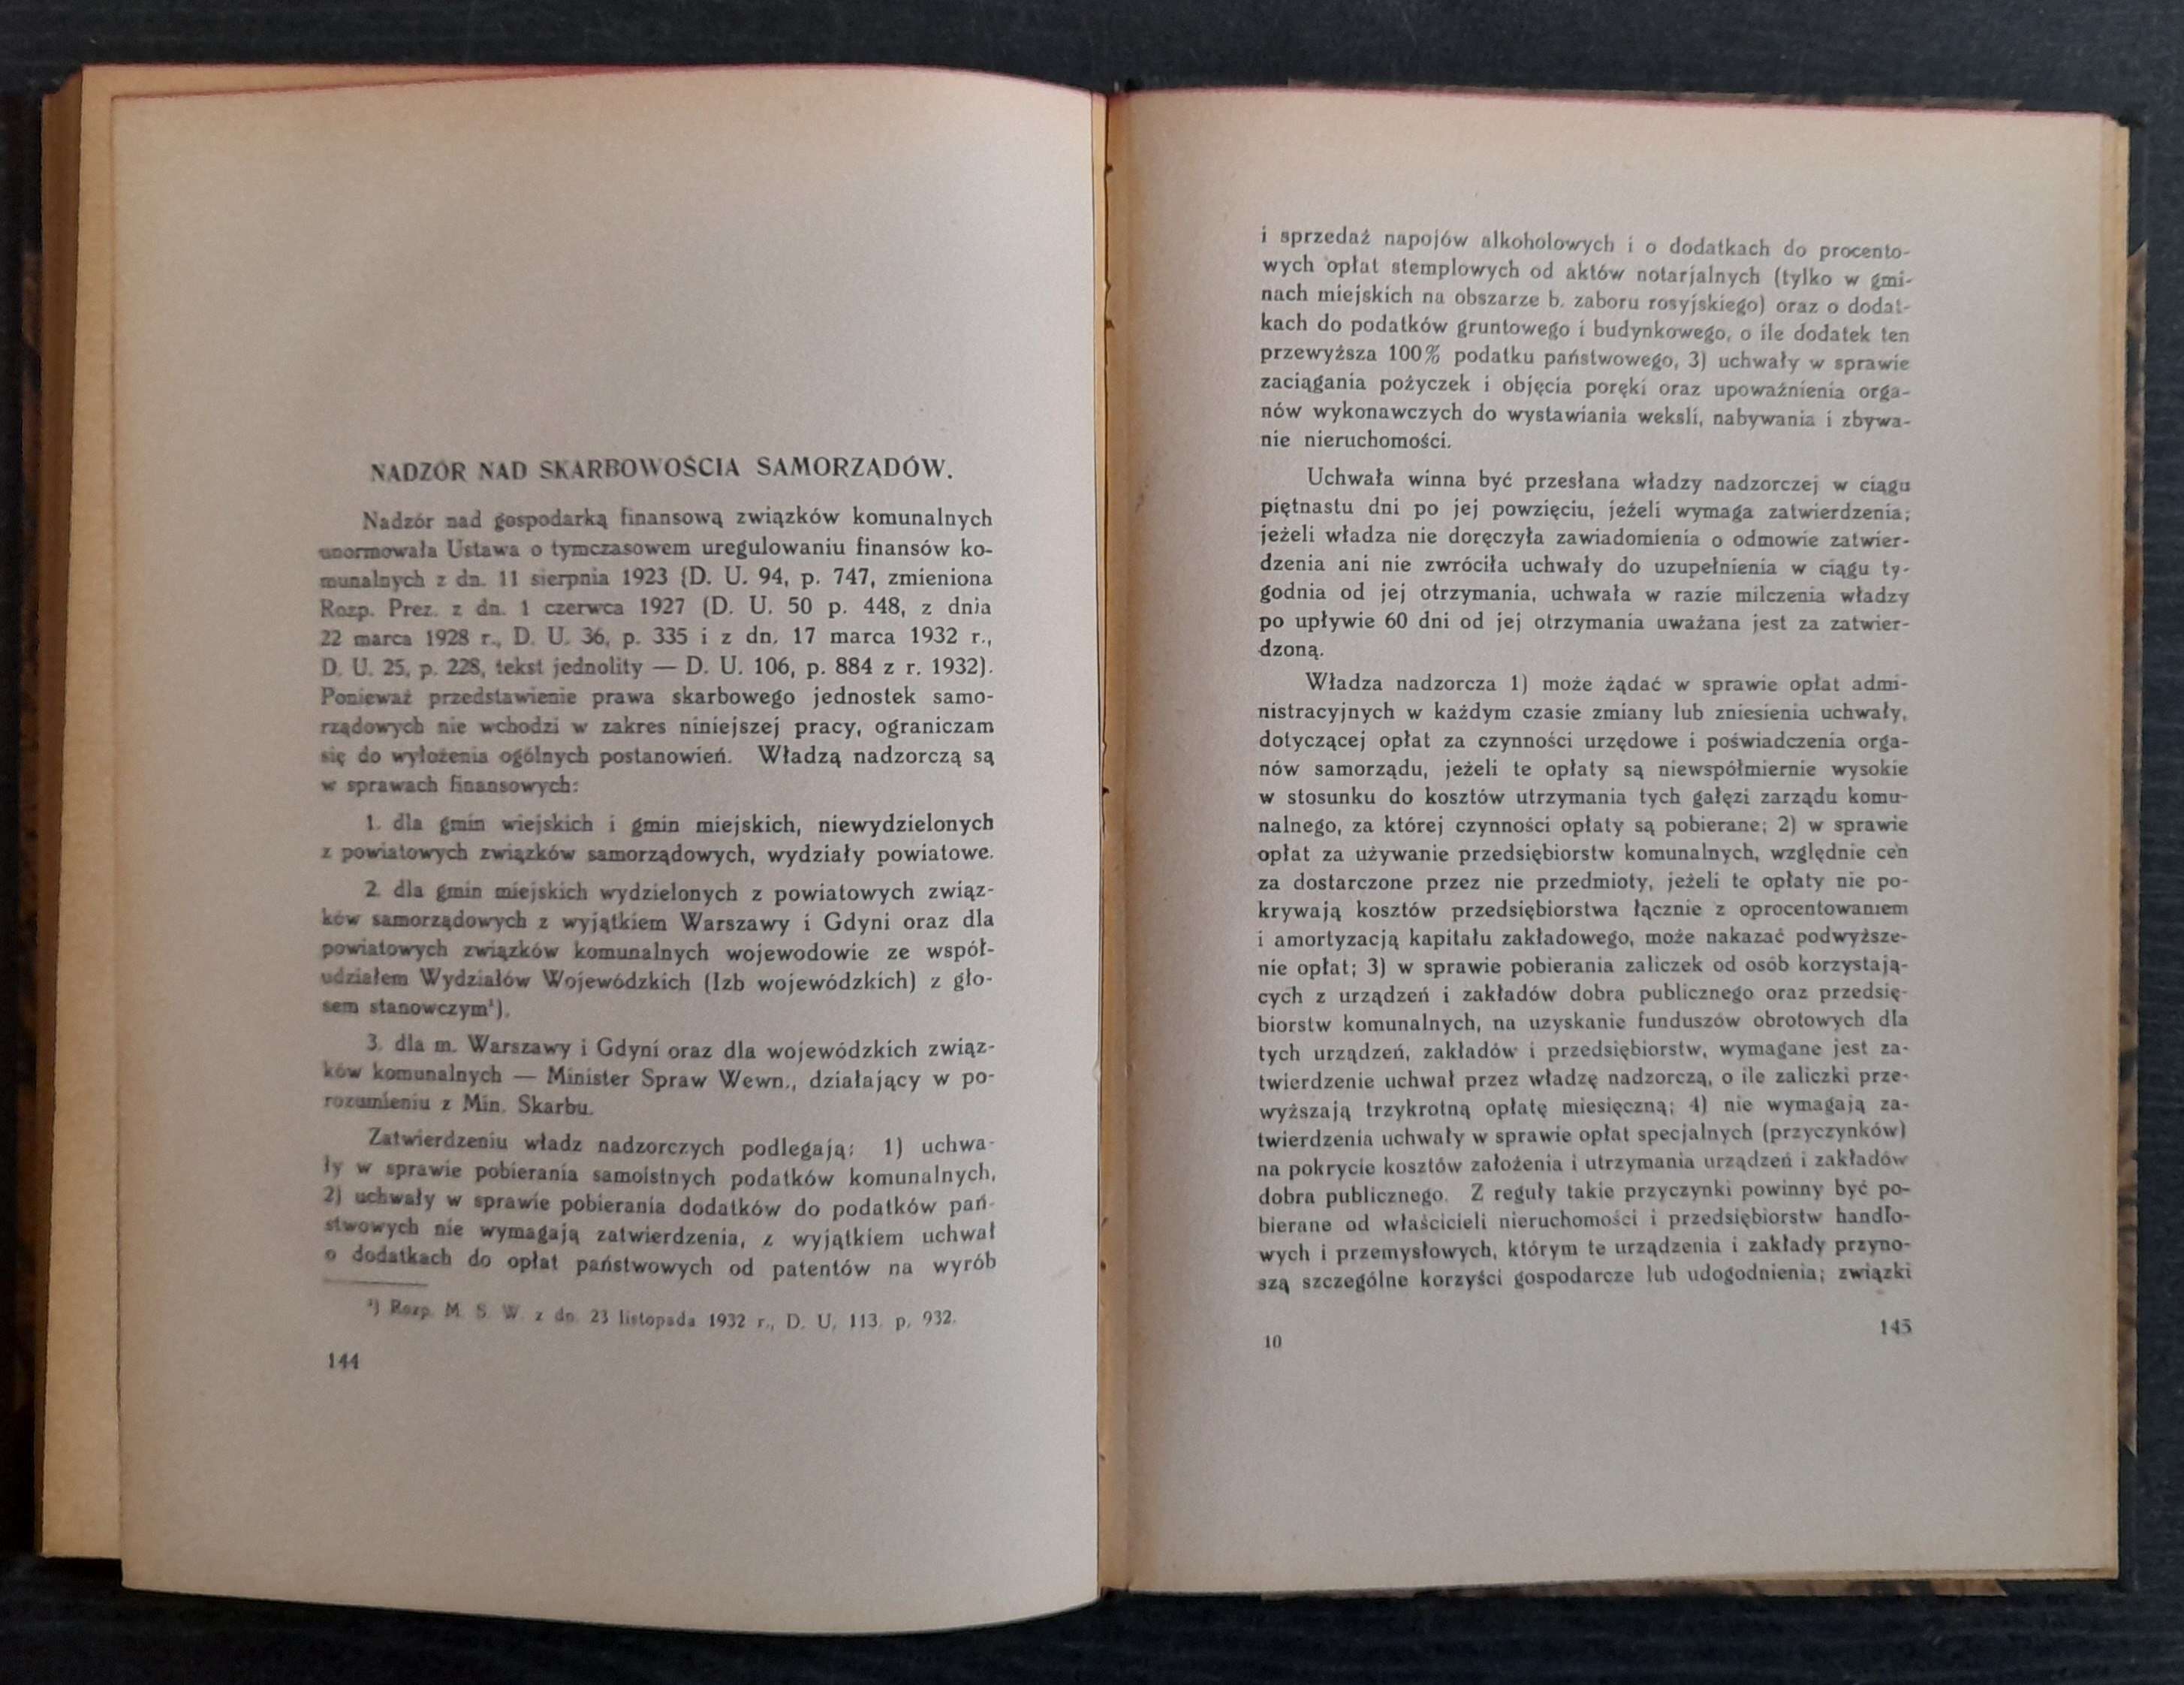 NADZÓR NAD SKARBOWOŚCIĄ SAMORZĄDÓW.
Nadzór nad gospodarką finansową związków komunalnych
unormowała Ustawa o tymczasowem uregulowaniu finansów ko-
munalnych z dn. 11 sierpnia 1923 (D. U. 94, p. 747, zmieniona
Rozp. Prez. z dn. 1 czerwca 1927 (D. U. 50 p. 448, z dnia
22 marca 1928 r., D. U. 36, p. 335 i z dn. 17 marca 1932 r.,
D. U. 25, p. 228, tekst jednolity — D. U. 106, p. 884 z r. 1932).
Ponieważ przedstawienie prawa skarbowego jednostek samo-
rządowych nie wchodzi w zakres niniejszej pracy, ograniczam
się do wyłożenia ogólnych postanowień. Władzą nadzorczą są
w sprawach finansowych:
1. dla gmin wiejskich i gmin miejskich, niewydzielonych
z powiatowych związków samorządowych, wydziały powiatowe.
2. dla gmin miejskich wydzielonych z powiatowych związ-
ków samorządowych z wyjątkiem Warszawy i Gdyni oraz dla
powiatowych związków komunalnych wojewodowie ze współ-
udziałem Wydziałów Wojewódzkich (Izb wojewódzkich) z gło-
sem stanowczym¹).
3. dla m. Warszawy i Gdyni oraz dla wojewódzkich związ-
ków komunalnych — Minister Spraw Wewn., działający w po-
rozumieniu z Min. Skarbu.
Zatwierdzeniu władz nadzorczych podlegają: 1) uchwa-
ły w sprawie pobierania samoistnych podatków komunalnych,
2) uchwały w sprawie pobierania dodatków do podatków pań-
stwowych nie wymagają zatwierdzenia, z wyjątkiem uchwał
o dodatkach do opłat państwowych od patentów na wyrób
¹) Rozp. M. S. W. z dn. 23 listopada 1932 r., D. U. 113. p. 932.
144
i sprzedaż napojów alkoholowych i o dodatkach do procento-
wych opłat stemplowych od aktów notarjalnych (tylko w gmi-
nach miejskich na obszarze b. zaboru rosyjskiego) oraz o dodat-
kach do podatków gruntowego i budynkowego, o ile dodatek ten
przewyższa 100% podatku państwowego, 3) uchwały w sprawie
zaciągania pożyczek i objęcia poręki oraz upoważnienia orga-
nów wykonawczych do wystawiania weksli, nabywania i zbywa-
nie nieruchomości.
Uchwała winna być przesłana władzy nadzorczej w ciągu
piętnastu dni po jej powzięciu, jeżeli wymaga zatwierdzenia;
jeżeli władza nie doręczyła zawiadomienia o odmowie zatwier-
dzenia ani nie zwróciła uchwały do uzupełnienia w ciągu ty-
godnia od jej otrzymania, uchwała w razie milczenia władzy
po upływie 60 dni od jej otrzymania uważana jest za zatwier-
dzoną.
Władza nadzorcza 1) może żądać w sprawie opłat admi-
nistracyjnych w każdym czasie zmiany lub zniesienia uchwały,
dotyczącej opłat za czynności urzędowe i poświadczenia orga-
nów samorządu, jeżeli te opłaty są niewspółmiernie wysokie
w stosunku do kosztów utrzymania tych gałęzi zarządu komu-
nalnego, za której czynności opłaty są pobierane; 2) w sprawie
opłat za używanie przedsiębiorstw komunalnych, względnie cen
za dostarczone przez nie przedmioty, jeżeli te opłaty nie po-
krywają kosztów przedsiębiorstwa łącznie z oprocentowaniem
i amortyzacją kapitału zakładowego, może nakazać podwyższe-
nie opłat; 3) w sprawie pobierania zaliczek od osób korzystają-
cych z urządzeń i zakładów dobra publicznego oraz przedsię-
biorstw komunalnych, na uzyskanie funduszów obrotowych dla
tych urządzeń, zakładów i przedsiębiorstw, wymagane jest za-
twierdzenie uchwał przez władzę nadzorczą, o ile zaliczki prze-
wyższają trzykrotną opłatę miesięczną; 4) nie wymagają za-
twierdzenia uchwały w sprawie opłat specjalnych (przyczynków)
na pokrycie kosztów założenia i utrzymania urządzeń i zakładów
dobra publicznego. Z reguły takie przyczynki powinny być po-
bierane od właścicieli nieruchomości i przedsiębiorstw handlo-
wych i przemysłowych, którym te urządzenia i zakłady przyno-
szą szczególne korzyści gospodarcze lub udogodnienia; związki
10
145